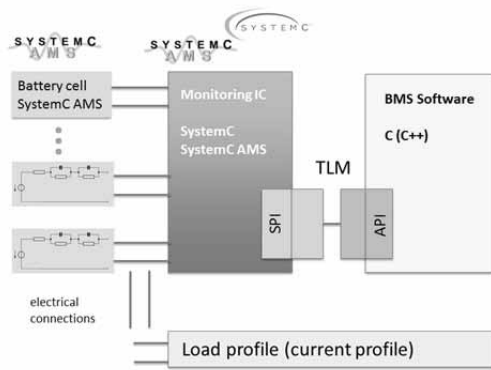 SYSTEMC
AMS
SYSTEMC
AMS
SYSTEMC
Battery cell
SystemC AMS
Monitoring IC
SystemC
SystemC AMS
BMS Software
C (C++)
TLM
SPI
API
electrical
connections
Load profile (current profile)